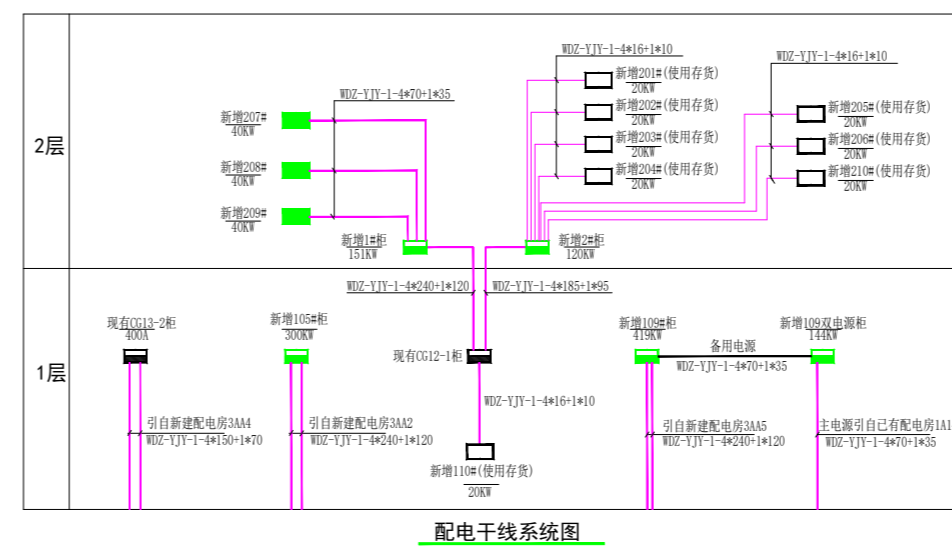 2层
WDZ-YJY-1-4*70+1*35
新增207#
40KW
新增208#
40KW
新增209#
40KW
新增1#柜
151KW
WDZ-YJY-1-4*16+1*10
新增201#(使用存货)
20KW
新增202#(使用存货)
20KW
新增203#(使用存货)
20KW
新增204#(使用存货)
20KW
WDZ-YJY-1-4*16+1*10
新增205#(使用存货)
20KW
新增206#(使用存货)
20KW
新增210#(使用存货)
20KW
新增2#柜
120KW
1层
WDZ-YJY-1-4*240+1*120
WDZ-YJY-1-4*185+1*95
现有CG13-2柜
400A
引自新建配电房3AA4
WDZ-YJY-1-4*150+1*70
新增105#柜
300KW
引自新建配电房3AA2
WDZ-YJY-1-4*240+1*120
现有CG12-1柜
WDZ-YJY-1-4*16+1*10
新增110#(使用存货)
20KW
新增109#柜
419KW
备用电源
WDZ-YJY-1-4*70+1*35
新增109双电源柜
144KW
引自新建配电房3AA5
WDZ-YJY-1-4*240+1*120
主电源引自已有配电房1A1
WDZ-YJY-1-4*70+1*35
配电干线系统图